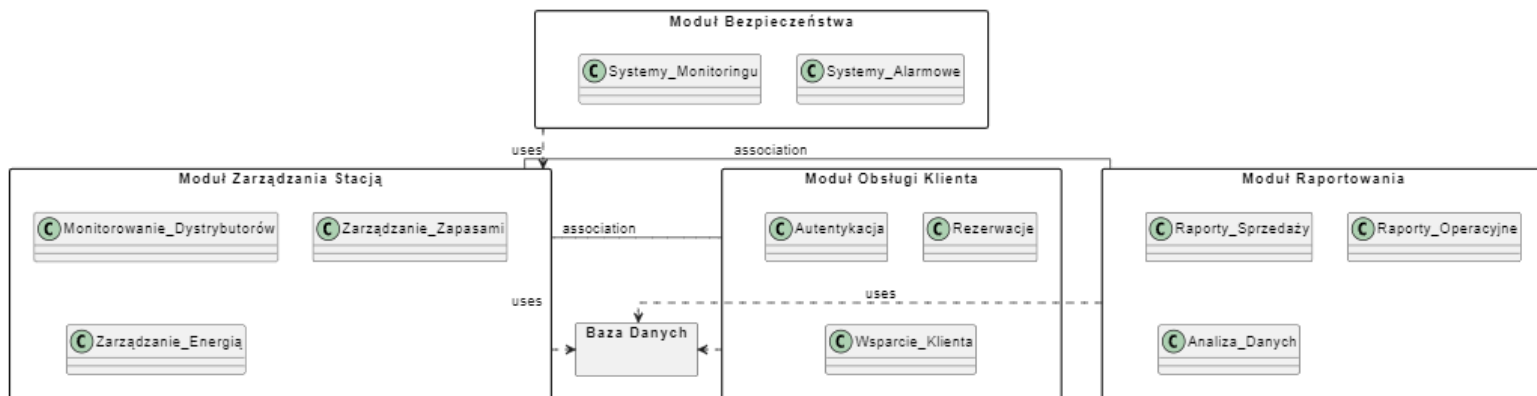 Moduł Bezpieczeństwa
C Systemy_Monitoringu
C Systemy_Alarmowe
uses
association
Moduł Zarządzania Stacją
Moduł Obsługi Klienta
Moduł Raportowania
C Monitorowanie_Dystrybutorów
C Zarządzanie_Zapasami
association
C Autentykacja
C Rezerwacje
C Raporty_Sprzedaży
C Raporty_Operacyjne
uses
uses
C Zarządzanie_Energią
Baza Danych
C Wsparcie_Klienta
C Analiza_Danych